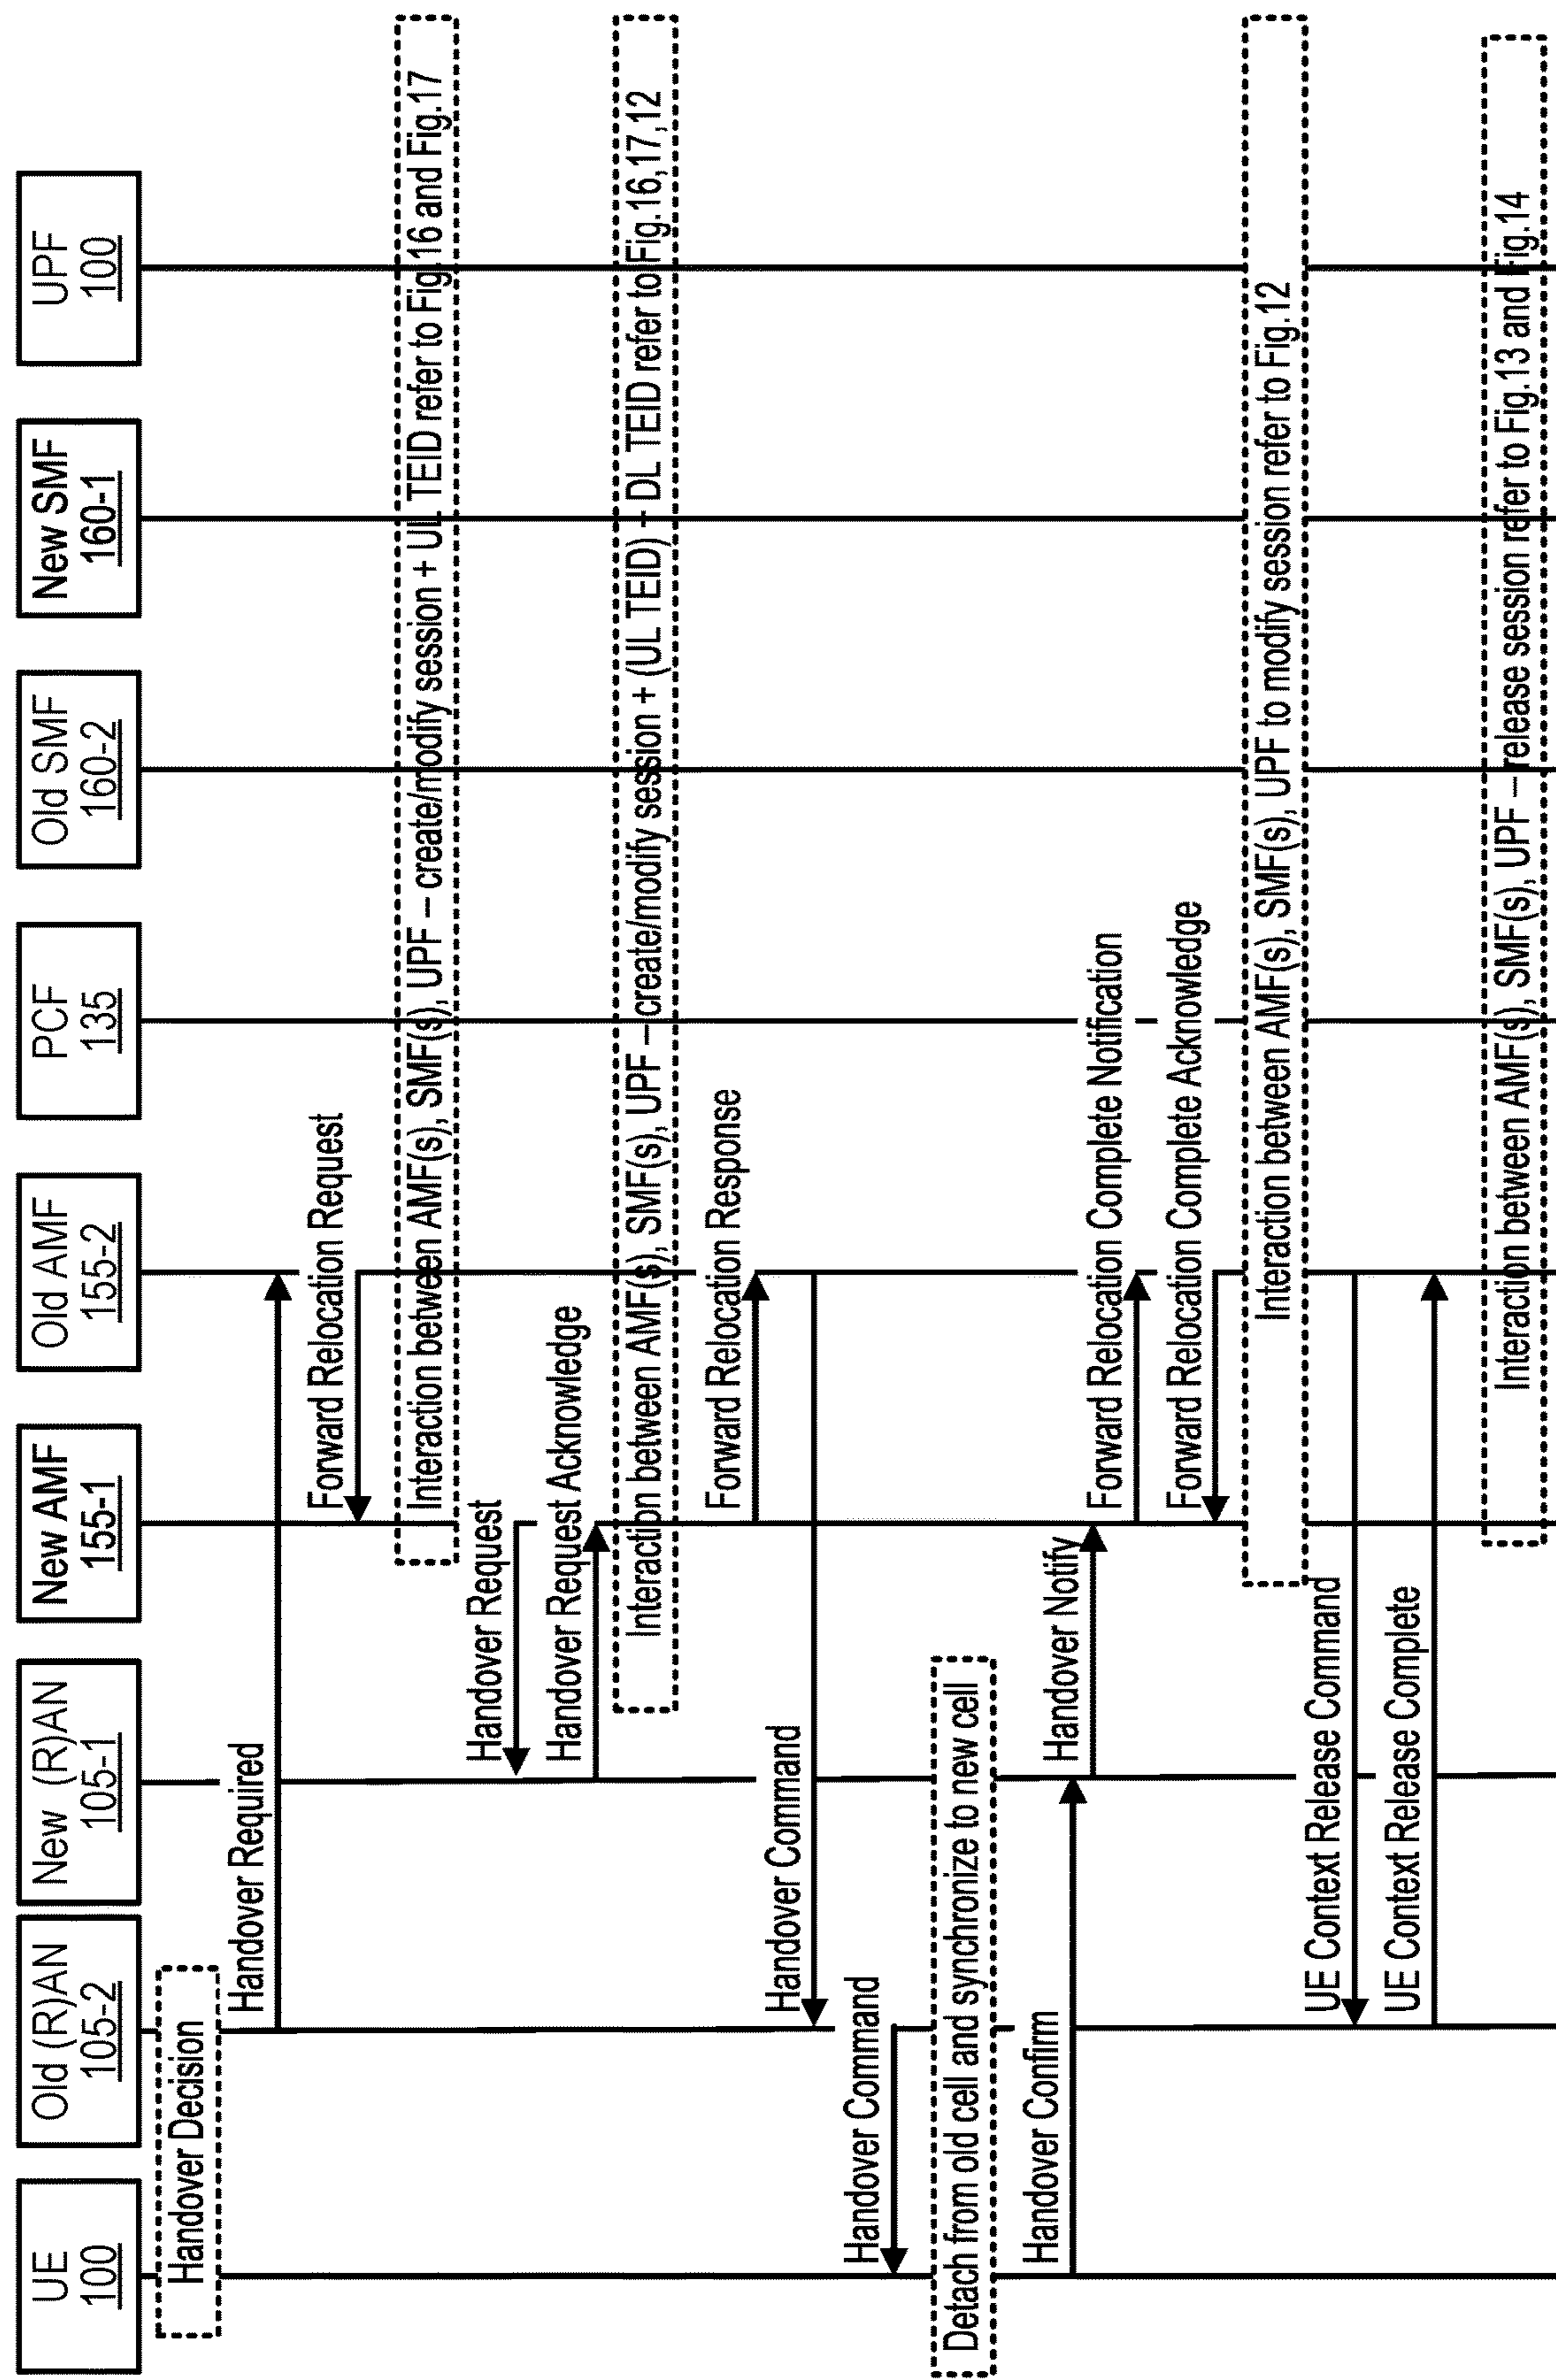 UE
100
Old (R)AN
105-2
New (R)AN
105-1
New AMF
155-1
Old AMF
155-2
PCF
135
Old SMF
160-2
New SMF
160-1
UPF
100
Handover Decision
Handover Required
Forward Relocation Request
Interaction between AMF(s), SMF(s), UPF – create/modify session + UL TEID refer to Fig.16 and Fig.17
Handover Request
Handover Request Acknowledge
Interaction between AMF(s), SMF(s), UPF – create/modify session + (UL TEID) – DL TEID refer to Fig.16,17,12
Forward Relocation Response
Handover Command
Handover Command
Detach from old cell and synchronize to new cell
Handover Confirm
Handover Notify
Forward Relocation Complete Notification
Forward Relocation Complete Acknowledge
Interaction between AMF(s), SMF(s), UPF to modify session refer to Fig.12
UE Context Release Command
UE Context Release Complete
Interaction between AMF(s), SMF(s), UPF – release session refer to Fig.13 and Fig.14